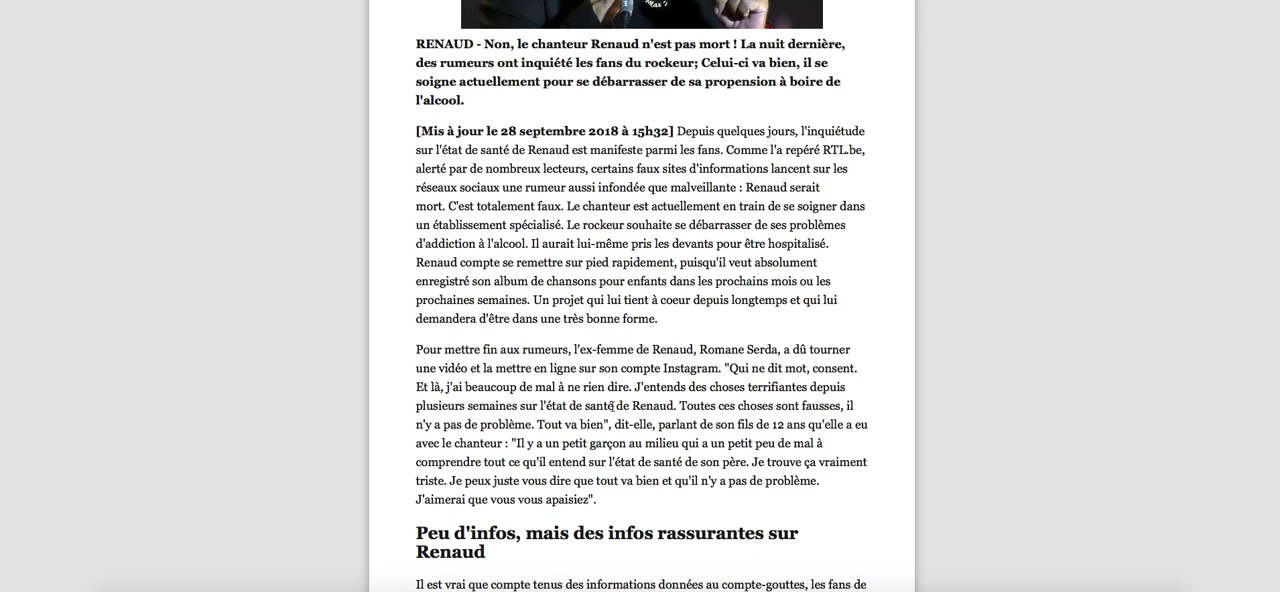 RENAUD - Non, le chanteur Renaud n'est pas mort ! La nuit dernière,
des rumeurs ont inquiété les fans du rockeur; Celui-ci va bien, il se
soigne actuellement pour se débarrasser de sa propension à boire de
l'alcool.
[Mis à jour le 28 septembre 2018 à 15h32] Depuis quelques jours, l'inquiétude
sur l'état de santé de Renaud est manifeste parmi les fans. Comme l'a repéré RTL.be,
alerté par de nombreux lecteurs, certains faux sites d'informations lancent sur les
réseaux sociaux une rumeur aussi infondée que malveillante : Renaud serait
mort. C'est totalement faux. Le chanteur est actuellement en train de se soigner dans
un établissement spécialisé. Le rockeur souhaite se débarrasser de ses problèmes
d'addiction à l'alcool. Il aurait lui-même pris les devants pour être hospitalisé.
Renaud compte se remettre sur pied rapidement, puisqu'il veut absolument
enregistré son album de chansons pour enfants dans les prochains mois ou les
prochaines semaines. Un projet qui lui tient à coeur depuis longtemps et qui lui
demandera d'être dans une très bonne forme.
Pour mettre fin aux rumeurs, l'ex-femme de Renaud, Romane Serda, a dû tourner
une vidéo et la mettre en ligne sur son compte Instagram. "Qui ne dit mot, consent.
Et là, j'ai beaucoup de mal à ne rien dire. J'entends des choses terrifiantes depuis
plusieurs semaines sur l'état de santé de Renaud. Toutes ces choses sont fausses, il
n'y a pas de problème. Tout va bien", dit-elle, parlant de son fils de 12 ans qu'elle a eu
avec le chanteur : "Il y a un petit garçon au milieu qui a un petit peu de mal à
comprendre tout ce qu'il entend sur l'état de santé de son père. Je trouve ça vraiment
triste. Je peux juste vous dire que tout va bien et qu'il n'y a pas de problème.
J'aimerai que vous vous apaisiez".
Peu d'infos, mais des infos rassurantes sur
Renaud
Il est vrai que compte tenus des informations données au compte-gouttes, les fans de